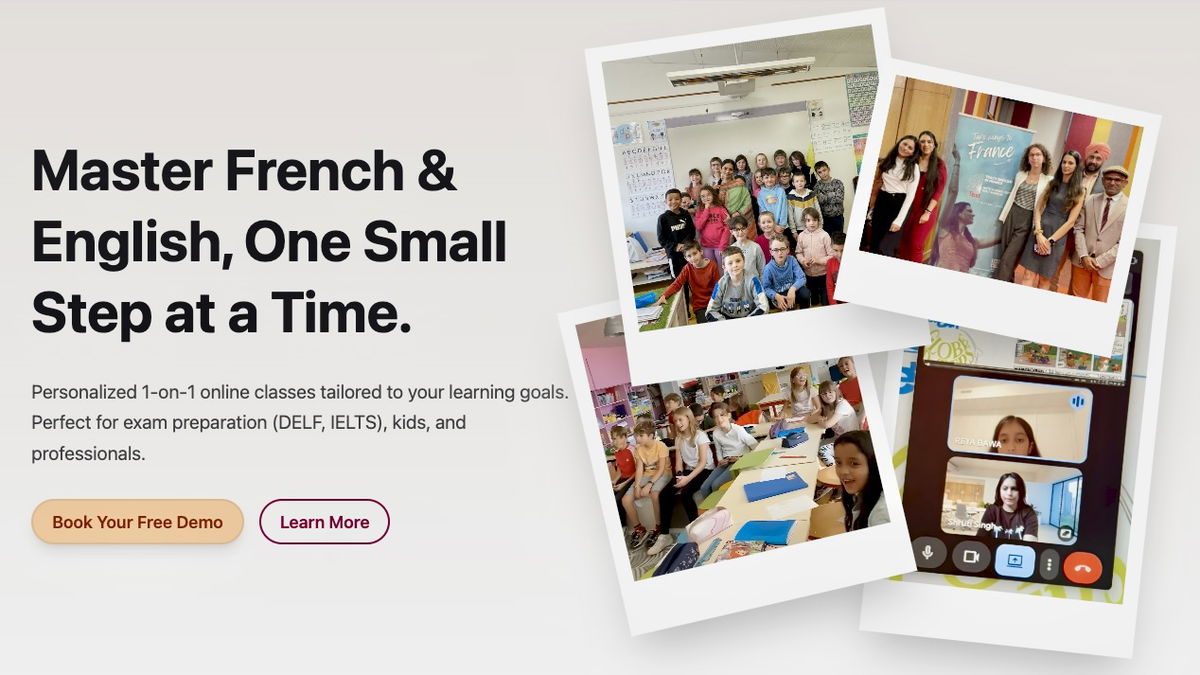 Master French &
English, One Small
Step at a Time.
Personalized 1-on-1 online classes tailored to your learning goals.
Perfect for exam preparation (DELF, IELTS), kids, and
professionals.
Book Your Free Demo
Learn More
France
REYA BAWA
Shruti Singh